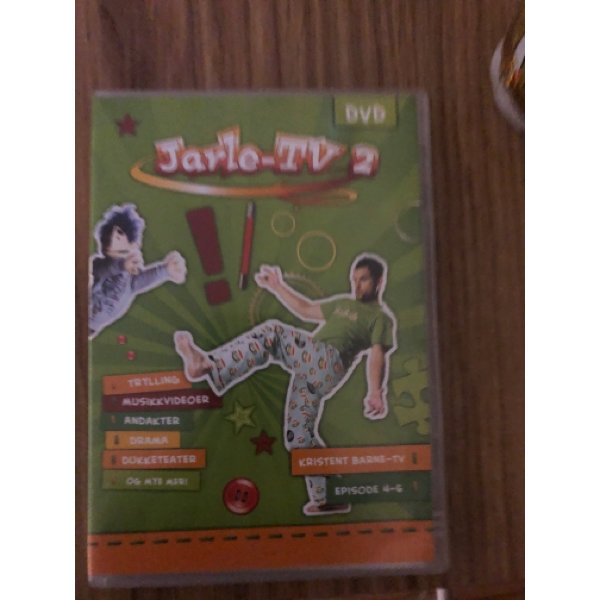 DVD
Jarle-TV 2
TRYLLING
MUSIKKVIDEOER
ANDAKTER
DRAMA
DUKKETEATER
OG MYE MER!
KRISTENT BARNE-TV
EPISODE 4-6